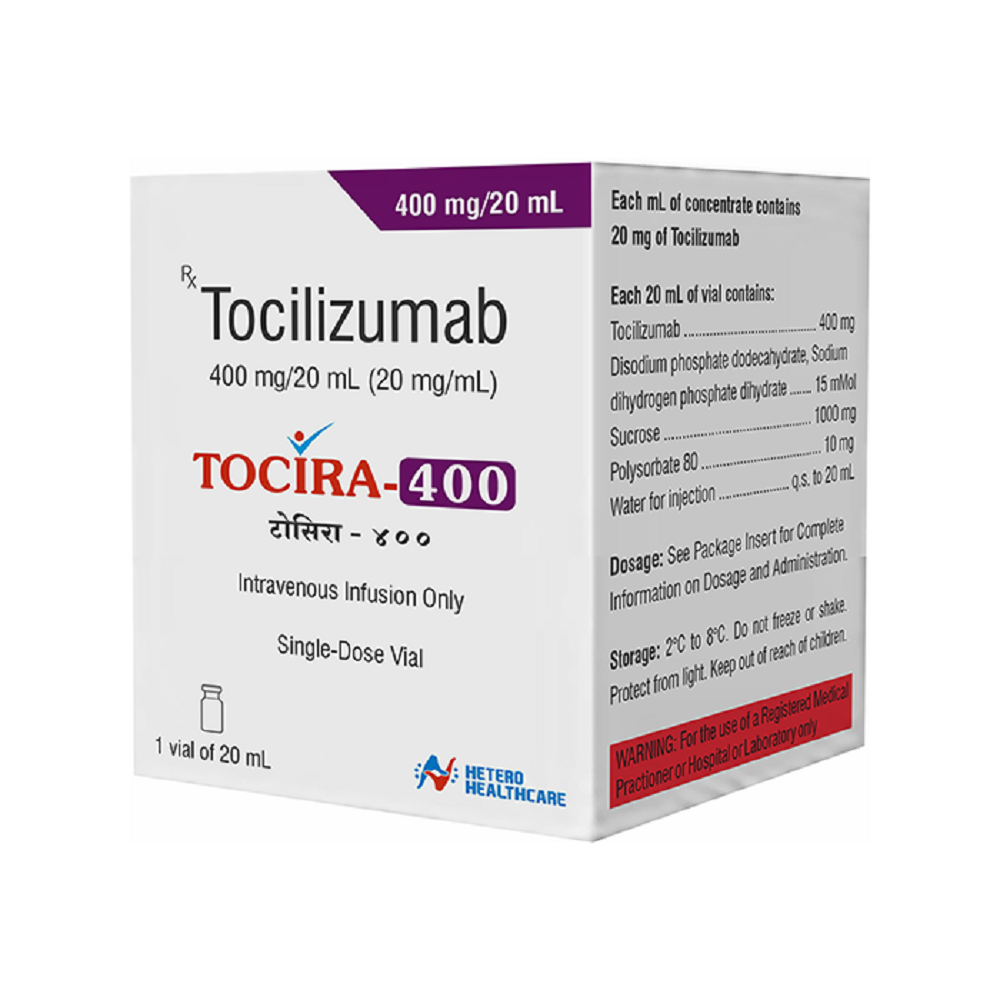 400 mg/20 mL
Rx Tocilizumab
400 mg/20 mL (20 mg/mL)
TOCIRA-400
टोसिरा - ४००
Intravenous Infusion Only
Single-Dose Vial
1 vial of 20 mL
HETERO
HEALTHCARE
Each mL of concentrate contains
20 mg of Tocilizumab
Each 20 mL of vial contains:
Tocilizumab .......................... 400 mg
Disodium phosphate dodecahydrate, Sodium
dihydrogen phosphate dihydrate ...... 15 mMol
Sucrose .............................. 1000 mg
Polysorbate 80 ........................ 10 mg
Water for injection .............. q.s. to 20 mL
Dosage: See Package Insert for Complete
Information on Dosage and Administration.
Storage: 2°C to 8°C. Do not freeze or shake.
Protect from light. Keep out of reach of children.
WARNING: For the use of a Registered Medical
Practioner or Hospital or Laboratory only